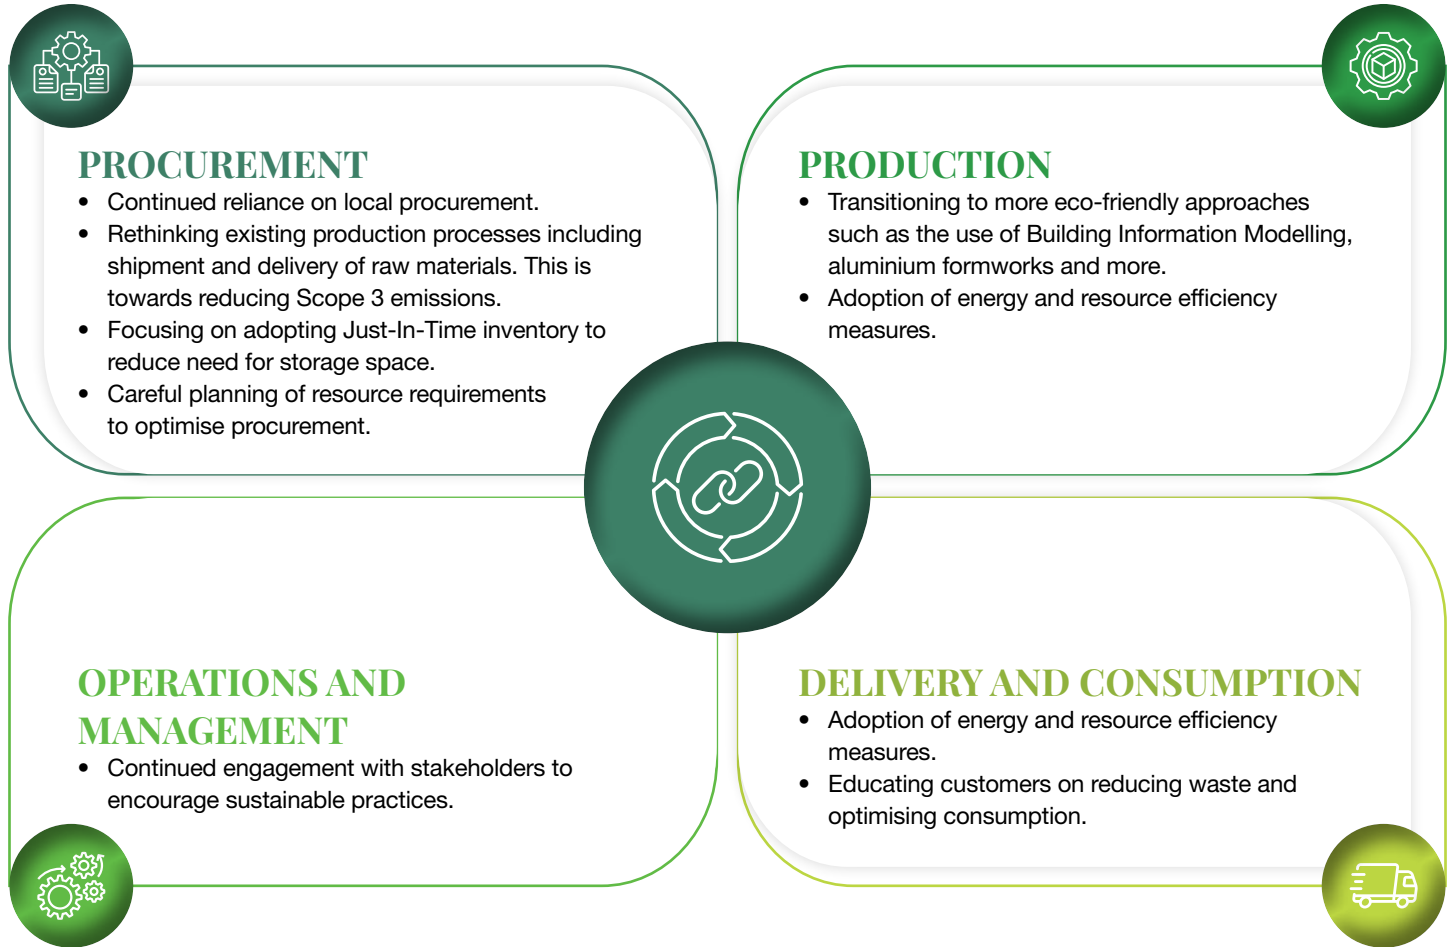 PROCUREMENT
• Continued reliance on local procurement.
• Rethinking existing production processes including
shipment and delivery of raw materials. This is
towards reducing Scope 3 emissions.
• Focusing on adopting Just-In-Time inventory to
reduce need for storage space.
• Careful planning of resource requirements
to optimise procurement.
PRODUCTION
• Transitioning to more eco-friendly approaches
such as the use of Building Information Modelling,
aluminium formworks and more.
• Adoption of energy and resource efficiency
measures.
OPERATIONS AND
MANAGEMENT
• Continued engagement with stakeholders to
encourage sustainable practices.
DELIVERY AND CONSUMPTION
• Adoption of energy and resource efficiency
measures.
• Educating customers on reducing waste and
optimising consumption.